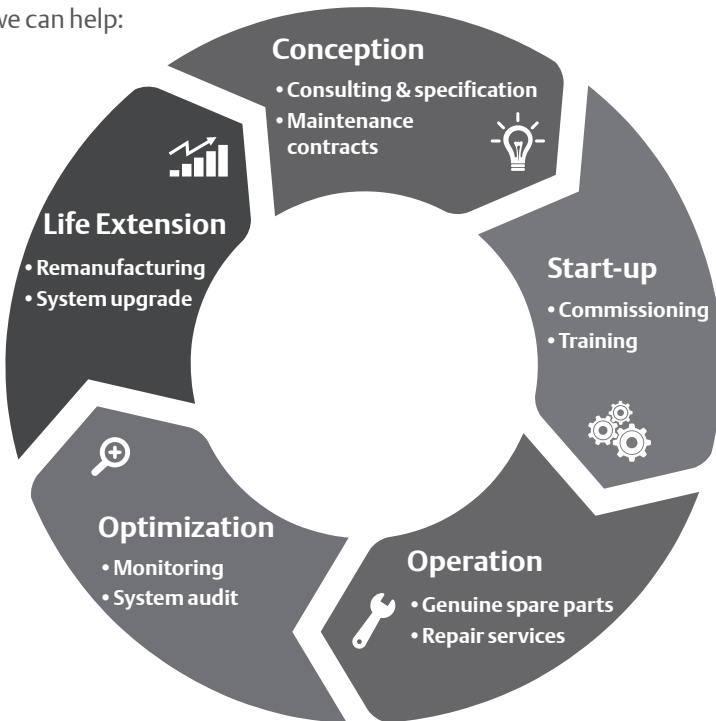 we can help:
Conception
• Consulting & specification
• Maintenance
contracts
Start-up
• Commissioning
• Training
Operation
• Genuine spare parts
• Repair services
Optimization
• Monitoring
• System audit
Life Extension
• Remanufacturing
• System upgrade